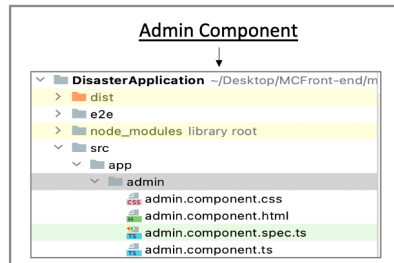 Admin Component
DisasterApplication ~/Desktop/MCFront-end/m
dist
e2e
node_modules library root
src
app
admin
admin.component.css
admin.component.html
admin.component.spec.ts
admin.component.ts